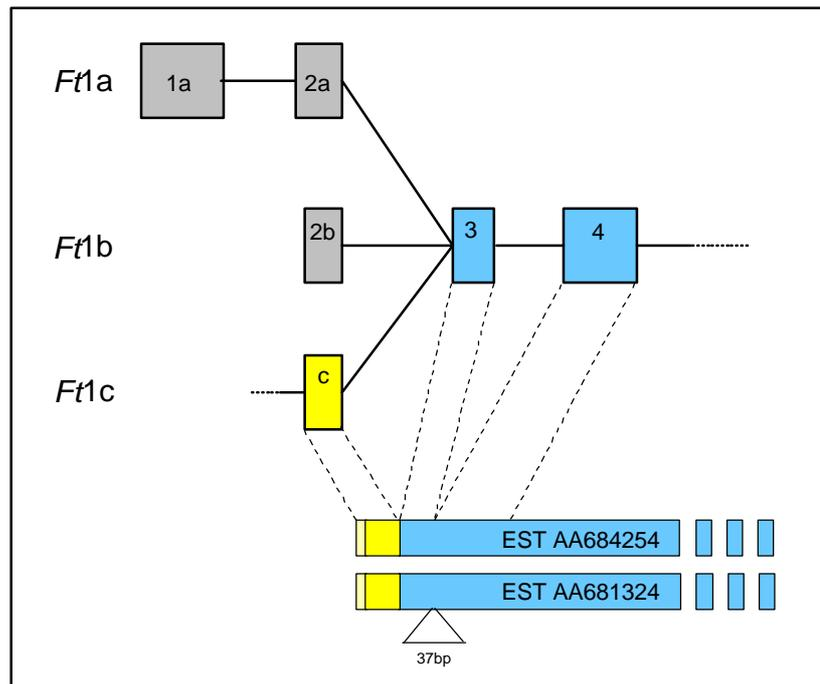 Ft1a
1a
2a
Ft1b
2b
3
4
Ft1c
c
EST AA684254
EST AA681324
37bp